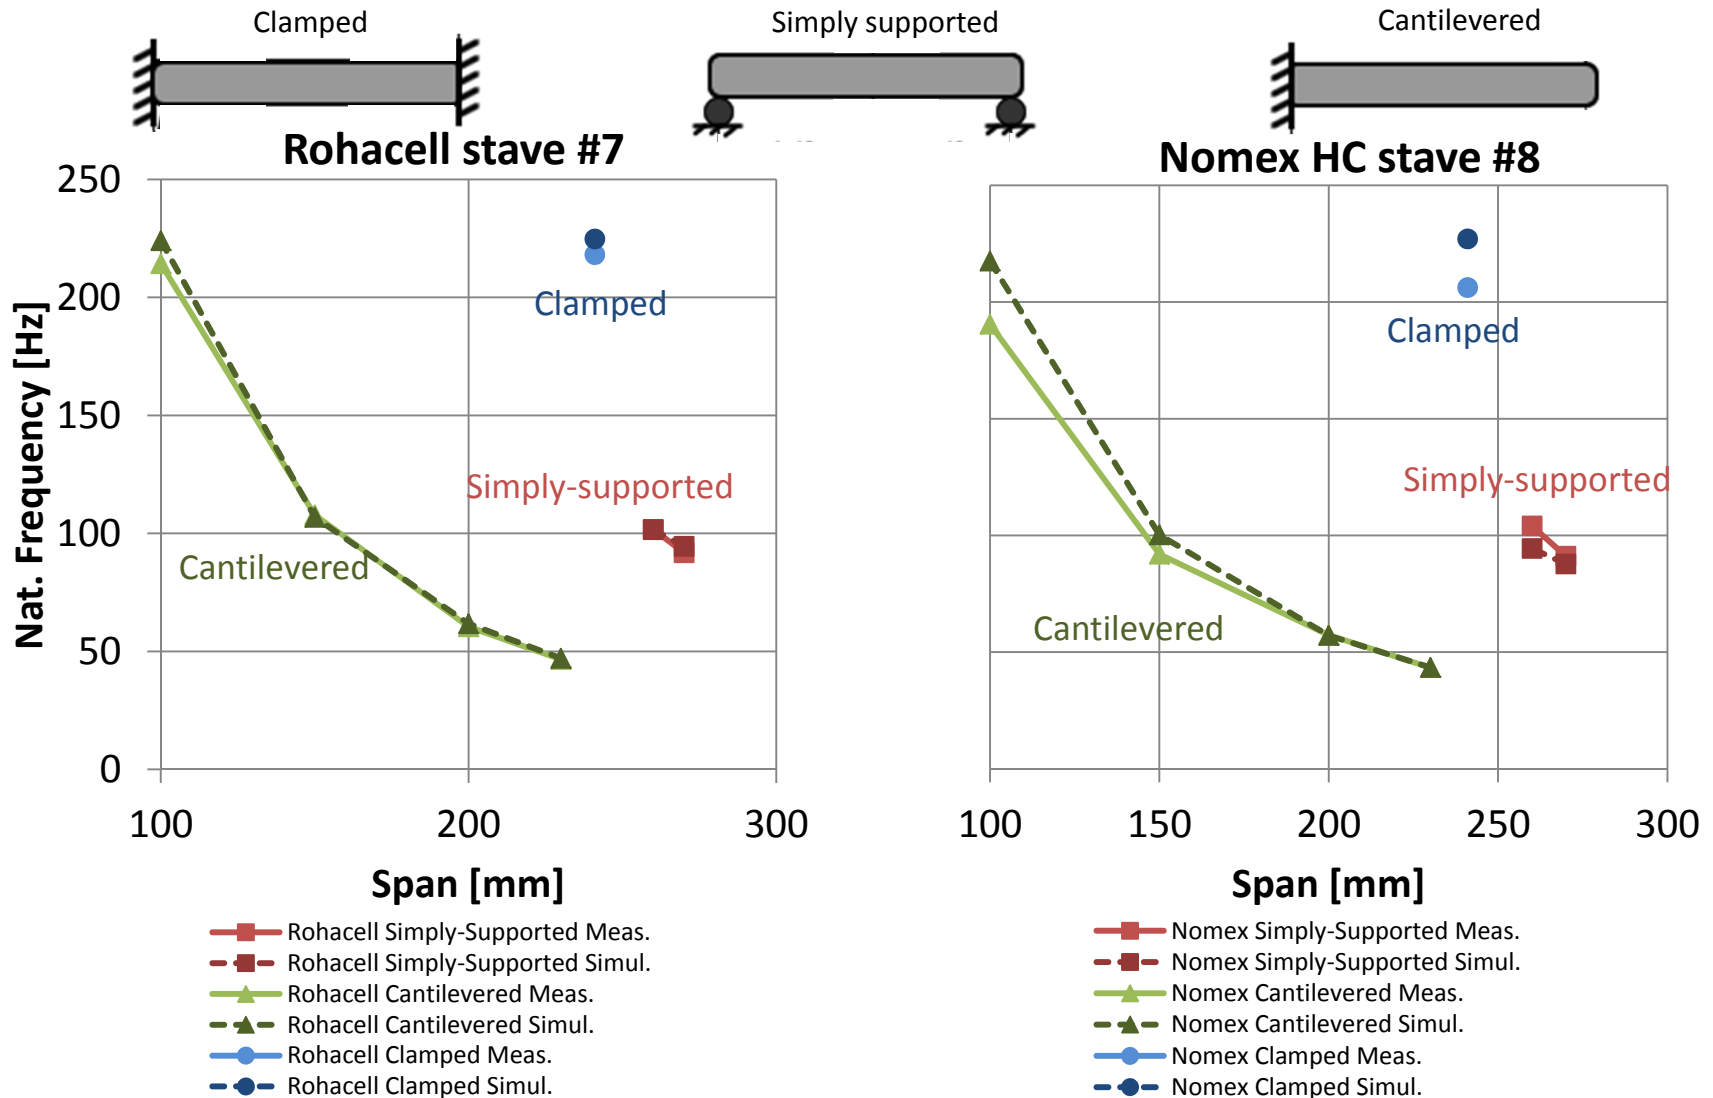 Clamped
Simply supported
Cantilevered
Rohacell stave #7
Nomex HC stave #8
Nat. Frequency [Hz]
250
200
150
100
50
0
Clamped
Simply-supported
Cantilevered
100 200 300
Span [mm]
Clamped
Simply-supported
Cantilevered
100 150 200 250 300
Span [mm]
Rohacell Simply-Supported Meas.
Rohacell Simply-Supported Simul.
Rohacell Cantilevered Meas.
Rohacell Cantilevered Simul.
Rohacell Clamped Meas.
Rohacell Clamped Simul.
Nomex Simply-Supported Meas.
Nomex Simply-Supported Simul.
Nomex Cantilevered Meas.
Nomex Cantilevered Simul.
Nomex Clamped Meas.
Nomex Clamped Simul.